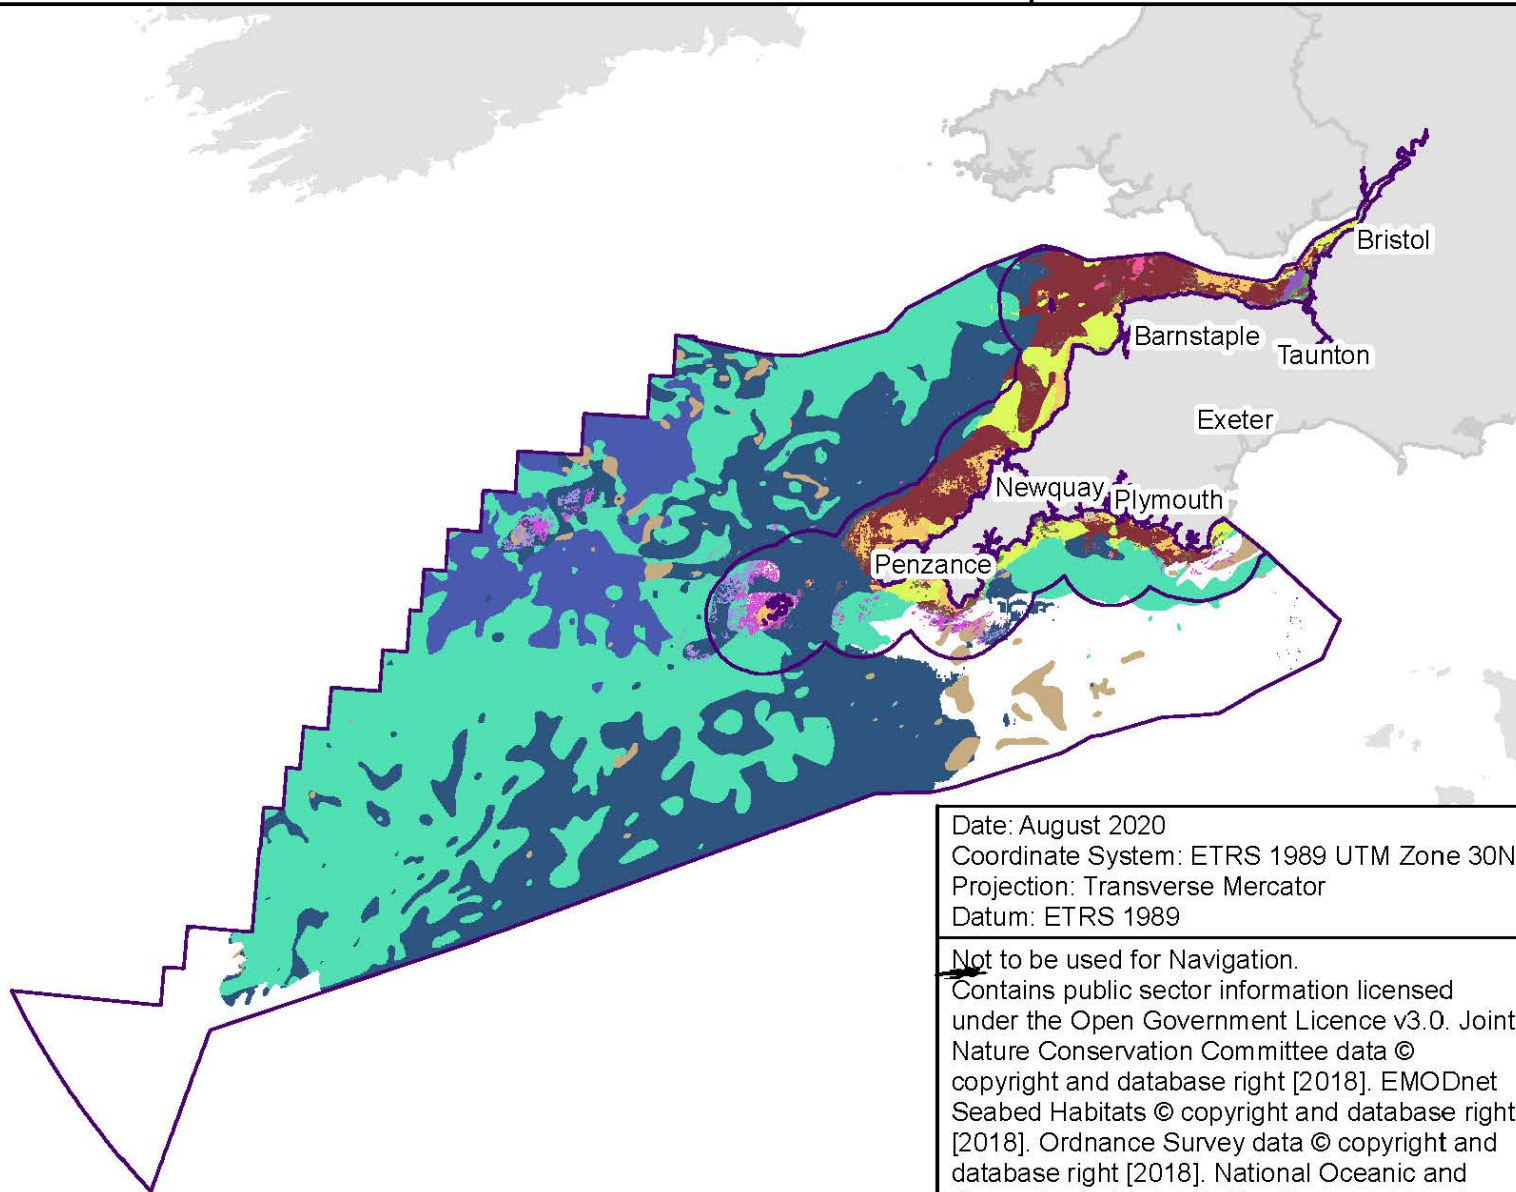 Bristol
Barnstaple
Taunton
Exeter
Newquay
Plymouth
Penzance
Date: August 2020
Coordinate System: ETRS 1989 UTM Zone 30N
Projection: Transverse Mercator
Datum: ETRS 1989
Not to be used for Navigation.
Contains public sector information licensed
under the Open Government Licence v3.0. Joint
Nature Conservation Committee data ©
copyright and database right [2018]. EMODnet
Seabed Habitats © copyright and database right
[2018]. Ordnance Survey data © copyright and
database right [2018]. National Oceanic and